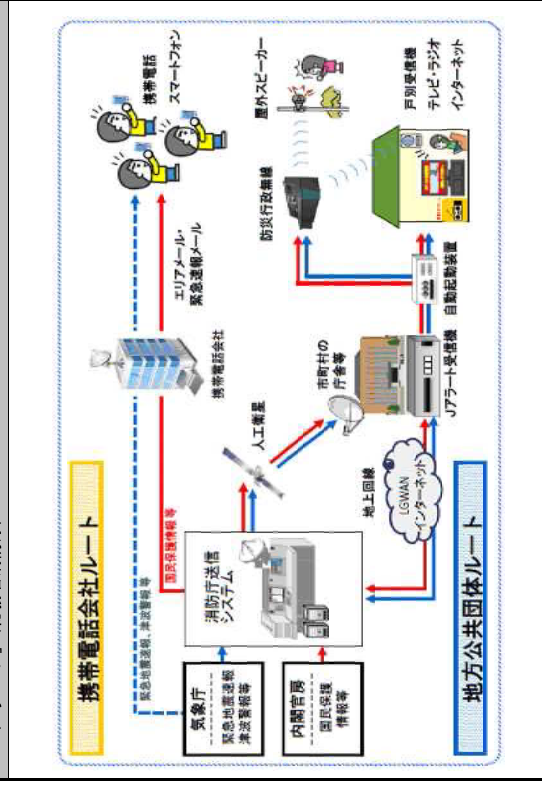 携帯電話会社ルート
緊急地震速報、津波警報等
国民保護情報等
気象庁
緊急地震速報
津波警報等
内閣官房
国民保護
情報等
消防庁送信
システム
携帯電話会社
エリアメール・
緊急速報メール
携帯電話
スマートフォン
人工衛星
地上回線
LGWAN
インターネット
市町村の
庁舎等
Jアラート受信機
自動起動装置
防災行政無線
屋外スピーカー
戸別受信機
テレビ・ラジオ
インターネット
地方公共団体ルート